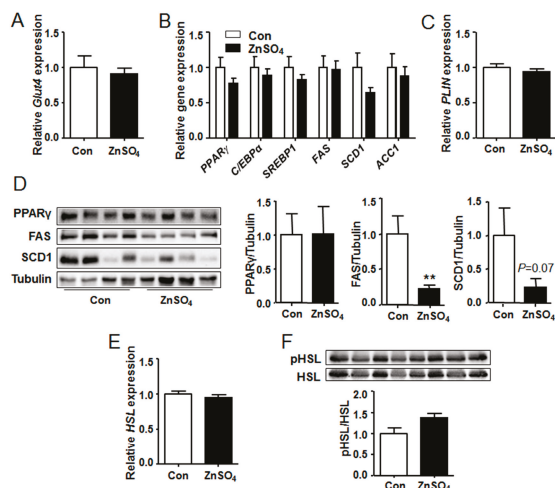 A
Relative Glut4 expression
1.5
1.0
0.5
0.0
Con
ZnSO4
B
Relative gene expression
1.5
1.0
0.5
0.0
Con
ZnSO4
PPARγ
C/EBPα
SREBP1
FAS
SCD1
ACC1
C
Relative PLIN expression
1.5
1.0
0.5
0.0
Con
ZnSO4
D
PPARγ
FAS
SCD1
Tubulin
Con
ZnSO4
PPARγ/Tubulin
1.5
1.0
0.5
0.0
Con
ZnSO4
FAS/Tubulin
1.5
1.0
0.5
0.0
**
Con
ZnSO4
SCD1/Tubulin
1.5
1.0
0.5
0.0
P=0.07
Con
ZnSO4
E
Relative HSL expression
1.5
1.0
0.5
0.0
Con
ZnSO4
F
pHSL
HSL
pHSL/HSL
2.0
1.5
1.0
0.5
0.0
Con
ZnSO4